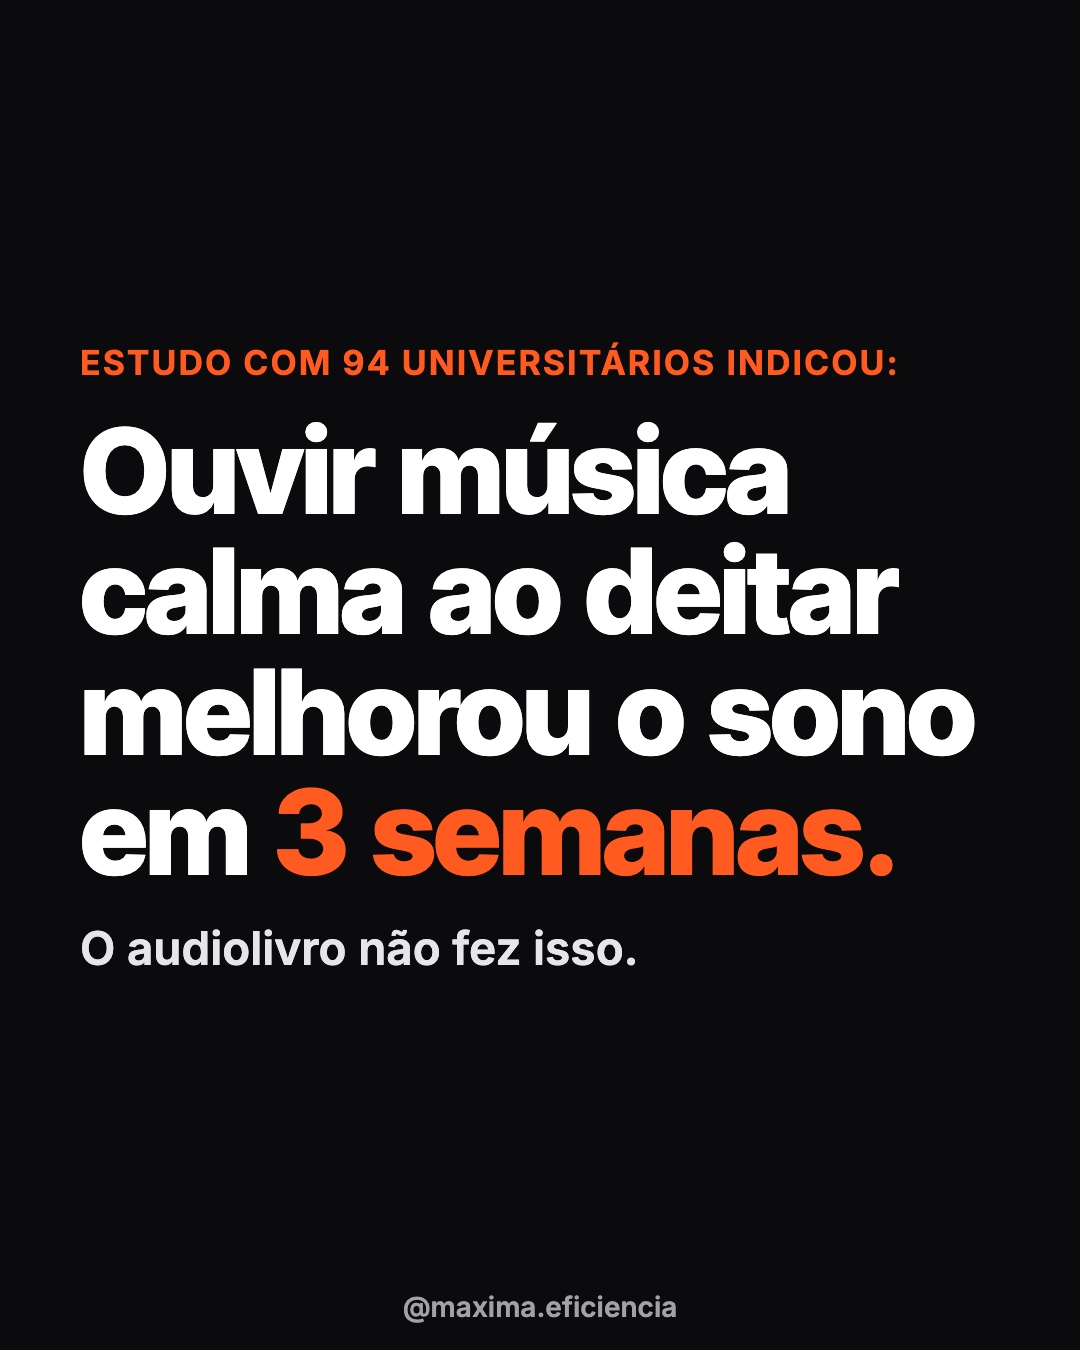 ESTUDO COM 94 UNIVERSITÁRIOS INDICOU:
Ouvir música
calma ao deitar
melhorou o sono
em 3 semanas.
O audiolivro não fez isso.
@maxima.eficiencia